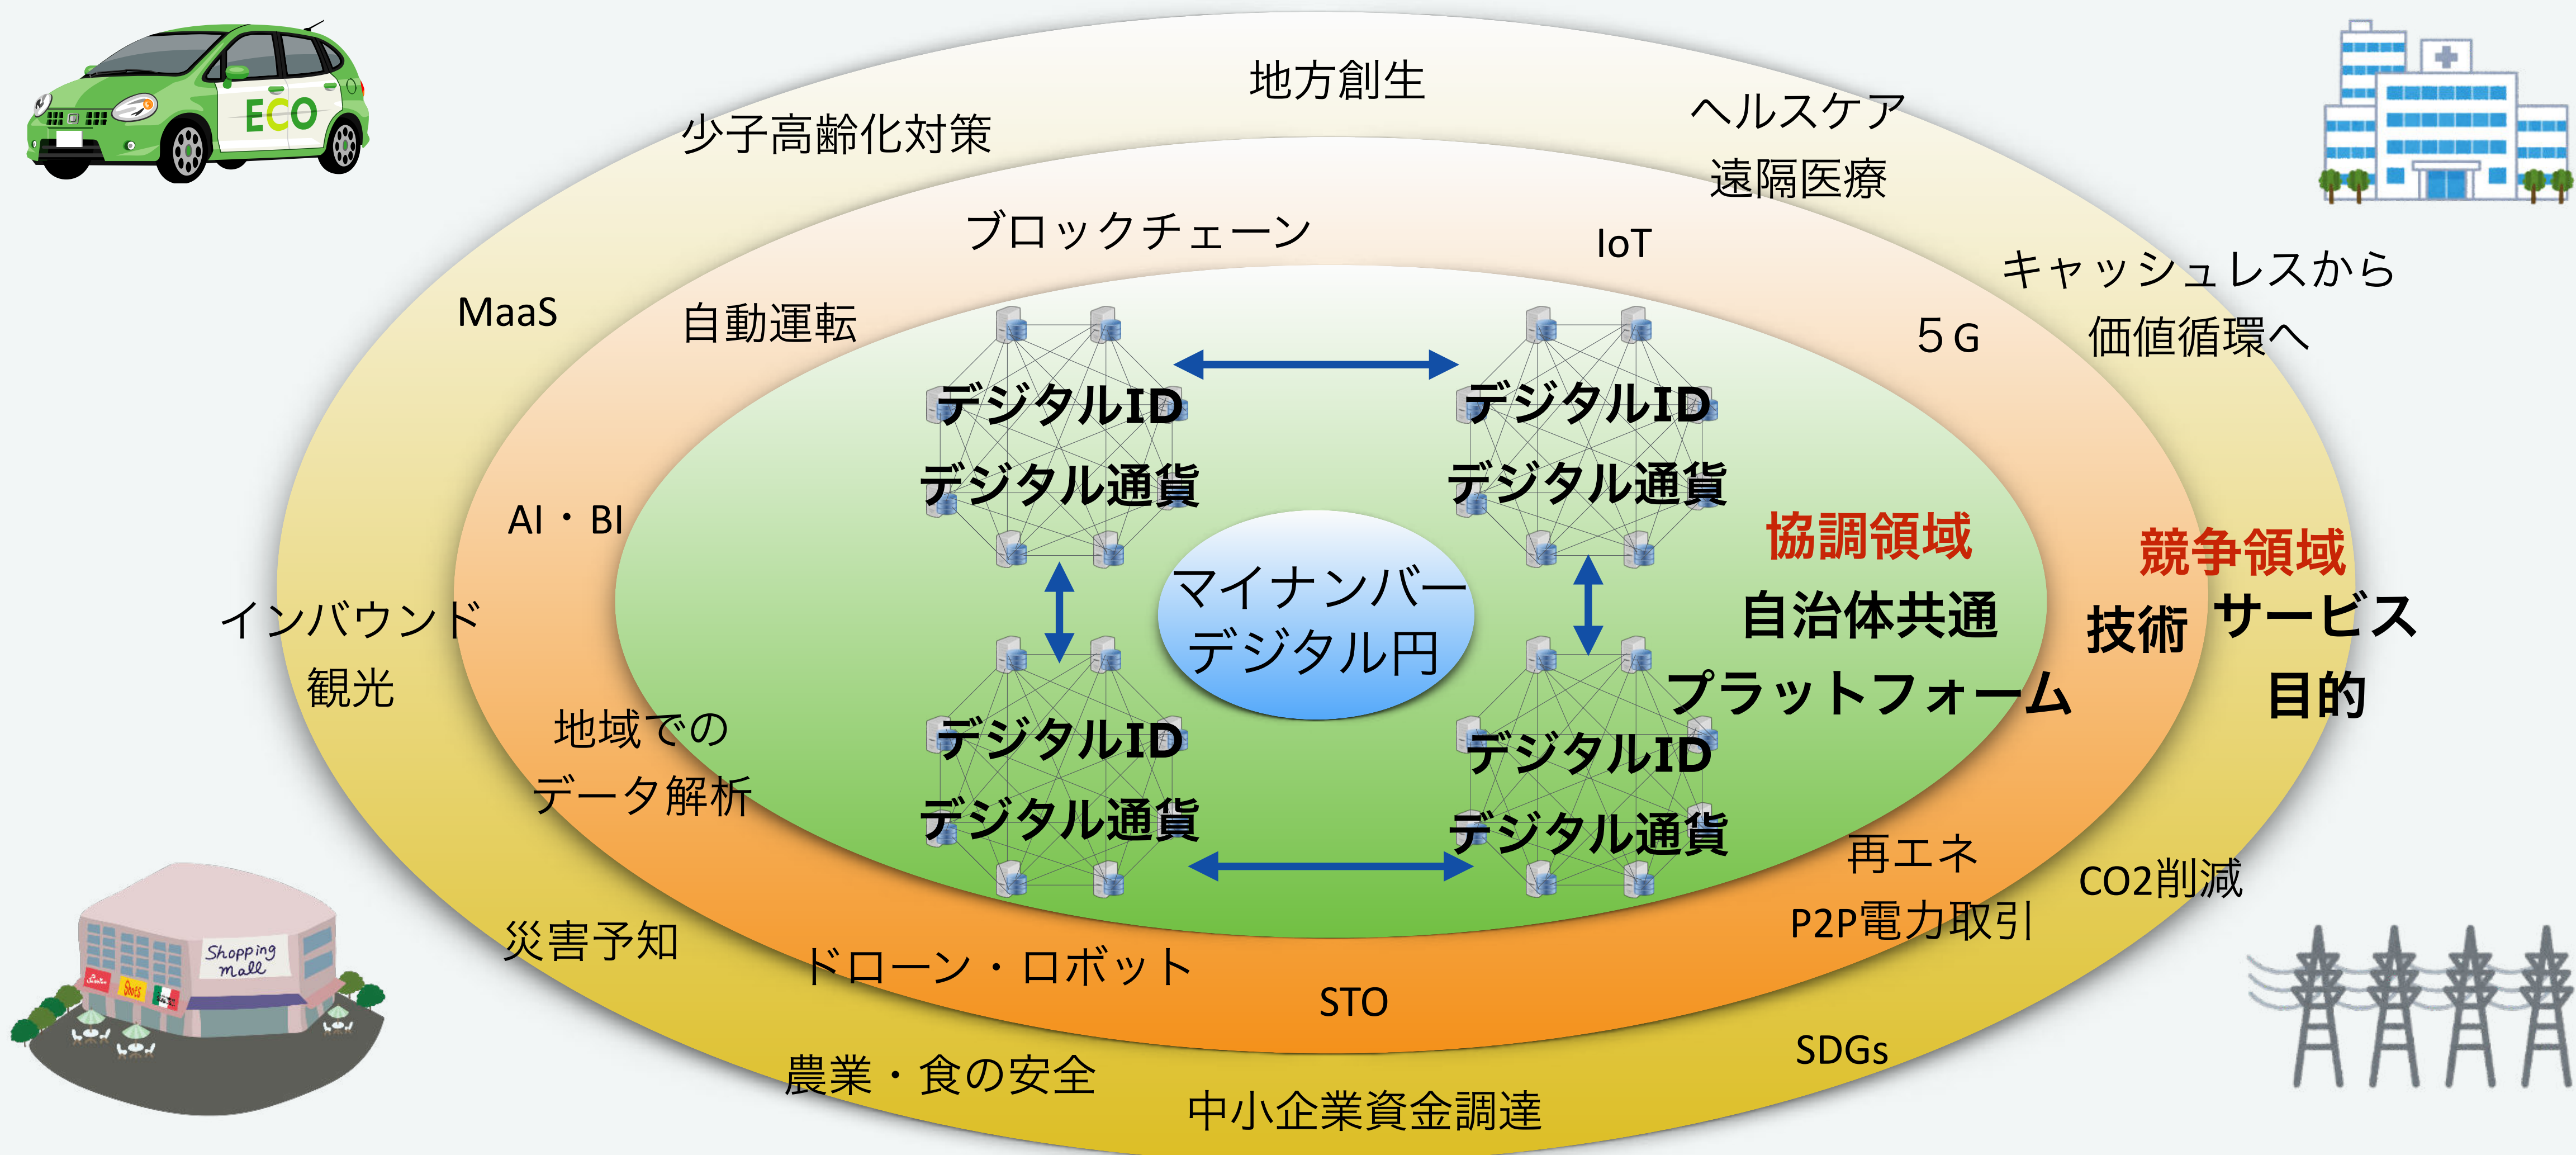 地方創生
少子高齢化対策
ヘルスケア
遠隔医療
ECO
ブロックチェーン
IoT
キャッシュレスから
価値循環へ
MaaS
自動運転
5G
デジタルID
デジタル通貨
デジタルID
デジタル通貨
AI・BI
協調領域
自治体共通
プラットフォーム
競争領域
技術
サービス
目的
マイナンバー
デジタル円
インバウンド
観光
デジタルID
デジタル通貨
デジタルID
デジタル通貨
地域での
データ解析
再エネ
P2P電力取引
CO2削減
災害予知
ドローン・ロボット
STO
Shopping
mall
Shoes
SDGs
農業・食の安全
中小企業資金調達